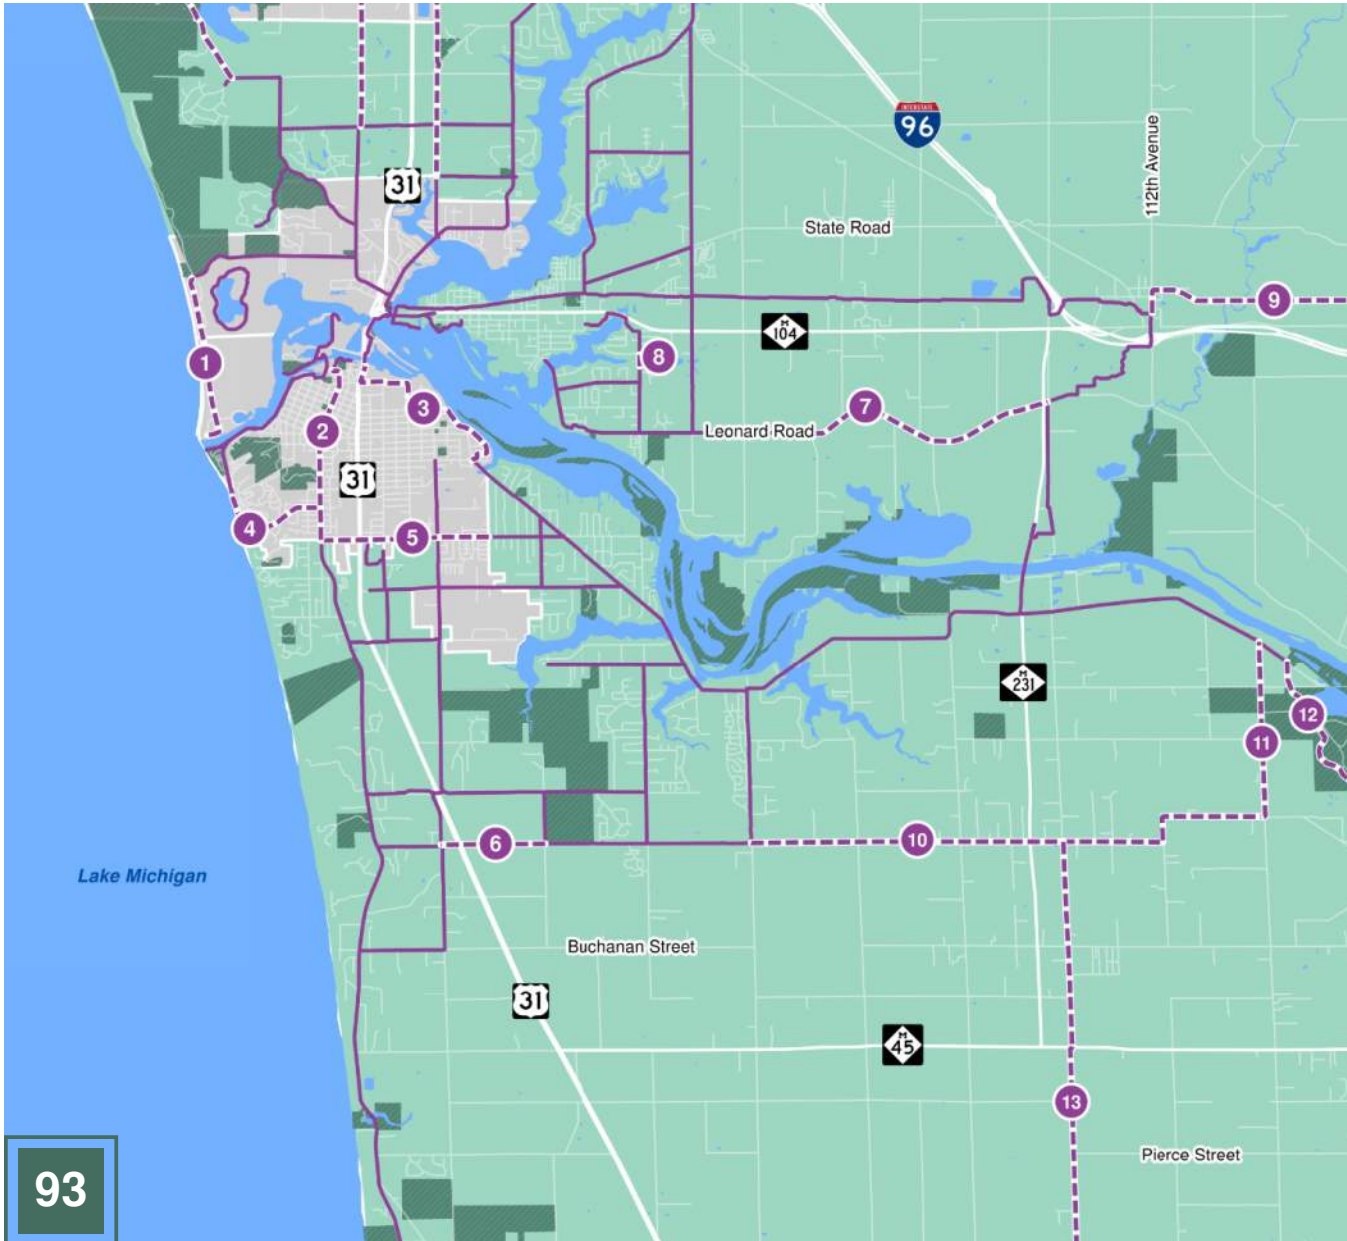 INTERSTATE
96
112th Avenue
31
State Road
9
M
104
1
8
3
7
2
Leonard Road
31
4
5
M
231
12
11
6
10
Lake Michigan
Buchanan Street
31
M
45
13
Pierce Street
93